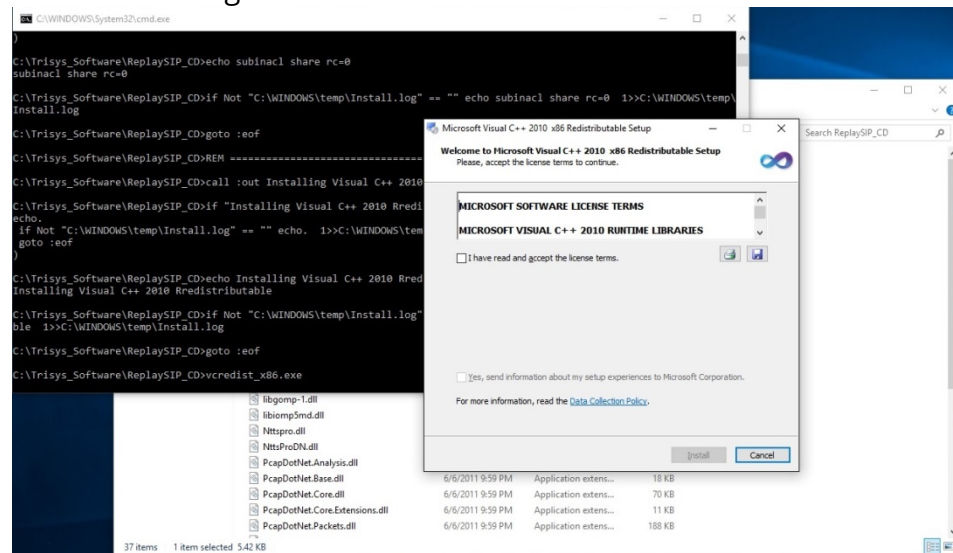 C:\WINDOWS\System32\cmd.exe
)
C:\Trisys_Software\ReplaySIP_CD>echo subinacl share rc=0
subinacl share rc=0
C:\Trisys_Software\ReplaySIP_CD>if Not "C:\WINDOWS\temp\Install.log" == "" echo subinacl share rc=0 1>>C:\WINDOWS\temp\
Install.log
C:\Trisys_Software\ReplaySIP_CD>goto :eof
C:\Trisys_Software\ReplaySIP_CD>REM ================================
C:\Trisys_Software\ReplaySIP_CD>call :out Installing Visual C++ 2010
C:\Trisys_Software\ReplaySIP_CD>if "Installing Visual C++ 2010 Rredi
echo.
if Not "C:\WINDOWS\temp\Install.log" == "" echo. 1>>C:\WINDOWS\tem
goto :eof
)
C:\Trisys_Software\ReplaySIP_CD>echo Installing Visual C++ 2010 Rred
Installing Visual C++ 2010 Rredistributable
C:\Trisys_Software\ReplaySIP_CD>if Not "C:\WINDOWS\temp\Install.log"
ble 1>>C:\WINDOWS\temp\Install.log
C:\Trisys_Software\ReplaySIP_CD>goto :eof
C:\Trisys_Software\ReplaySIP_CD>vcredist_x86.exe
Search ReplaySIP_CD
Microsoft Visual C++ 2010 x86 Redistributable Setup
Welcome to Microsoft Visual C++ 2010 x86 Redistributable Setup
Please, accept the license terms to continue.
MICROSOFT SOFTWARE LICENSE TERMS
MICROSOFT VISUAL C++ 2010 RUNTIME LIBRARIES
I have read and accept the license terms.
Yes, send information about my setup experiences to Microsoft Corporation.
For more information, read the Data Collection Policy.
Install Cancel
libgomp-1.dll
libiomp5md.dll
Nttspro.dll
NttsProDN.dll
PcapDotNet.Analysis.dll
PcapDotNet.Base.dll 6/6/2011 9:59 PM Application extens... 18 KB
PcapDotNet.Core.dll 6/6/2011 9:59 PM Application extens... 70 KB
PcapDotNet.Core.Extensions.dll 6/6/2011 9:59 PM Application extens... 11 KB
PcapDotNet.Packets.dll 6/6/2011 9:59 PM Application extens... 188 KB
37 items 1 item selected 5.42 KB